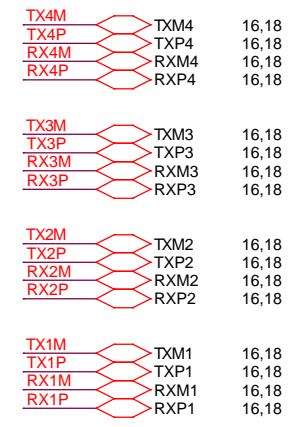 TX4M TXM4 16,18
TX4P TXP4 16,18
RX4M RXM4 16,18
RX4P RXP4 16,18
TX3M TXM3 16,18
TX3P TXP3 16,18
RX3M RXM3 16,18
RX3P RXP3 16,18
TX2M TXM2 16,18
TX2P TXP2 16,18
RX2M RXM2 16,18
RX2P RXP2 16,18
TX1M TXM1 16,18
TX1P TXP1 16,18
RX1M RXM1 16,18
RX1P RXP1 16,18